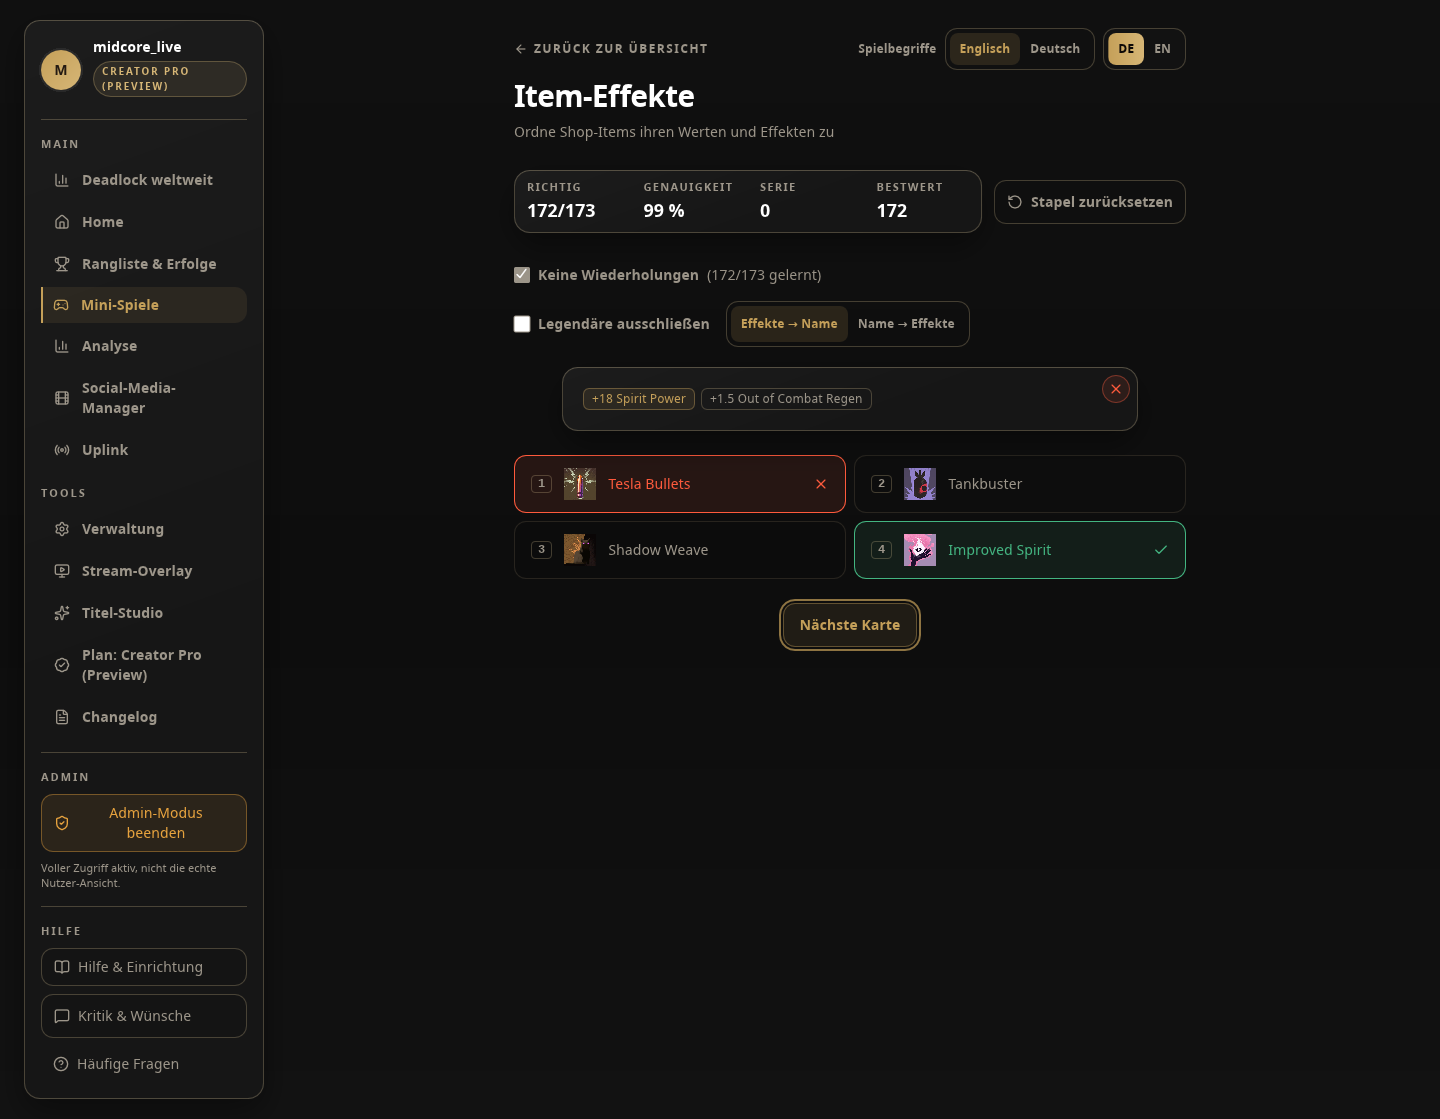 M
midcore_live
CREATOR PRO
(PREVIEW)
MAIN
Deadlock weltweit
Home
Rangliste & Erfolge
Mini-Spiele
Analyse
Social-Media-
Manager
Uplink
TOOLS
Verwaltung
Stream-Overlay
Titel-Studio
Plan: Creator Pro
(Preview)
Changelog
ADMIN
Admin-Modus
beenden
Voller Zugriff aktiv, nicht die echte
Nutzer-Ansicht.
HILFE
Hilfe & Einrichtung
Kritik & Wünsche
Häufige Fragen
← ZURÜCK ZUR ÜBERSICHT
Spielbegriffe Englisch Deutsch DE EN
Item-Effekte
Ordne Shop-Items ihren Werten und Effekten zu
RICHTIG GENAUIGKEIT SERIE BESTWERT
172/173 99 % 0 172
Stapel zurücksetzen
Keine Wiederholungen (172/173 gelernt)
Legendäre ausschließen Effekte → Name Name → Effekte
+18 Spirit Power +1.5 Out of Combat Regen
1 Tesla Bullets
2 Tankbuster
3 Shadow Weave
4 Improved Spirit
Nächste Karte